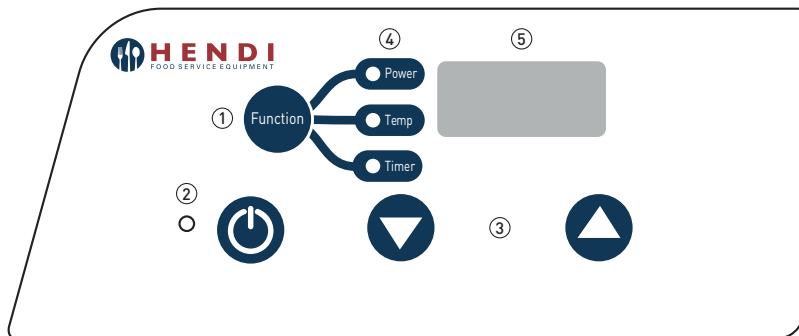 HENDI
FOOD SERVICE EQUIPMENT
④
⑤
Power
① Function
Temp
Timer
②
③